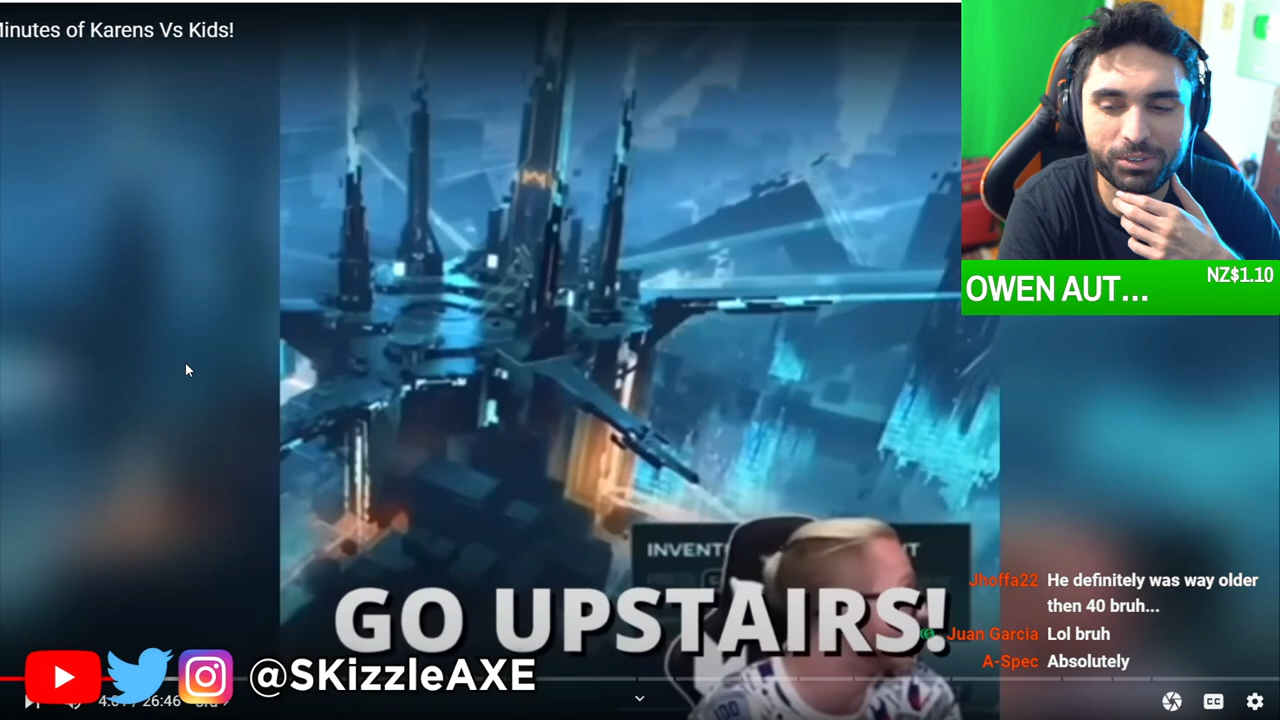 Minutes of Karens Vs Kids!
OWEN AUT...
NZ$1.10
GO UPSTAIRS!
Jhoffa22 He definitely was way older
then 40 bruh...
Juan Garcia Lol bruh
A-Spec Absolutely
@SKizzleAXE
26:46
CC